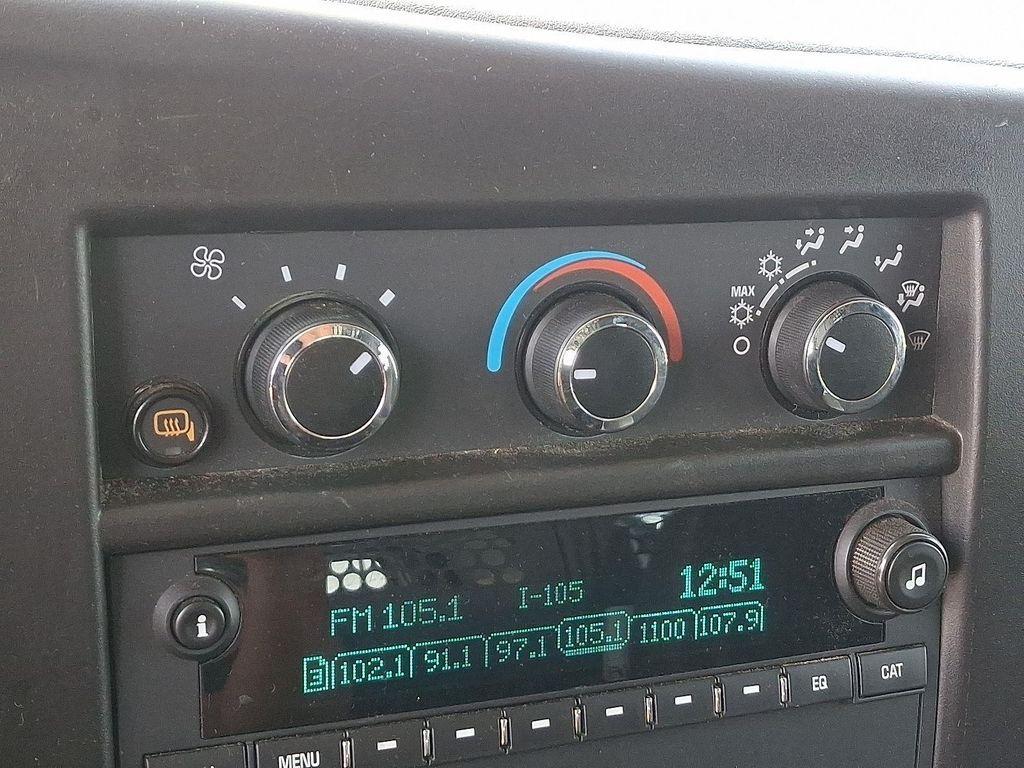 MAX
FM 105.1 I-105 12:51
3 102.1 91.1 97.1 105.1 1100 107.9
i
MENU EQ CAT